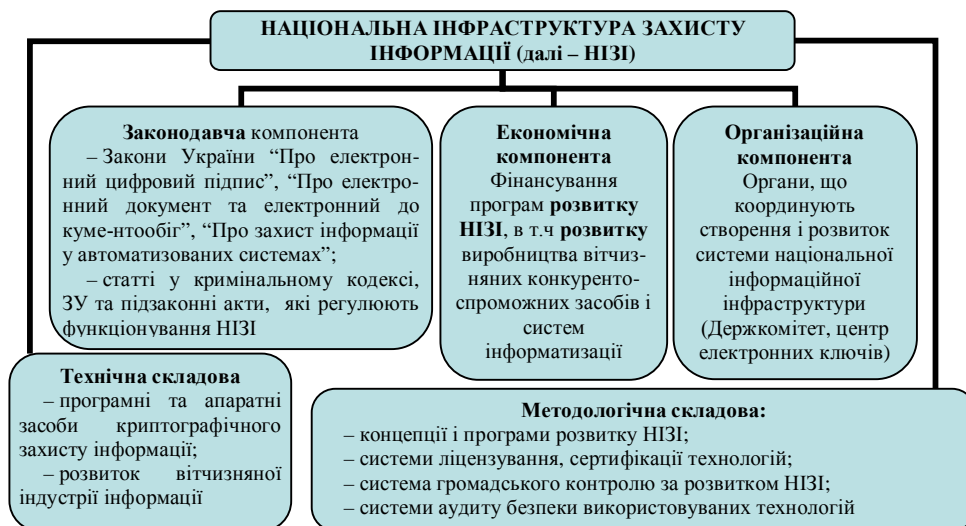 НАЦІОНАЛЬНА ІНФРАСТРУКТУРА ЗАХИСТУ
ІНФОРМАЦІЇ (далі – НІЗІ)
Законодавча компонента
– Закони України “Про електрон-
ний цифровий підпис”, “Про електро-
нний документ та електронний до
куме-нтообіг”, “Про захист інформації
у автоматизованих системах”;
– статті у кримінальному кодексі,
ЗУ та підзаконні акти, які регулюють
функціонування НІЗІ
Економічна
компонента
Фінансування
програм розвитку
НІЗІ, в т.ч розвитку
виробництва вітчиз-
няних конкуренто-
спроможних засобів і
систем
інформатизації
Організаційна
компонента
Органи, що
координують
створення і розвиток
системи національної
інформаційної
інфраструктури
(Держкомітет, центр
електронних ключів)
Технічна складова
– програмні та апаратні
засоби криптографічного
захисту інформації;
– розвиток вітчизняної
індустрії інформації
Методологічна складова:
– концепції і програми розвитку НІЗІ;
– системи ліцензування, сертифікації технологій;
– система громадського контролю за розвитком НІЗІ;
– системи аудиту безпеки використовуваних технологій